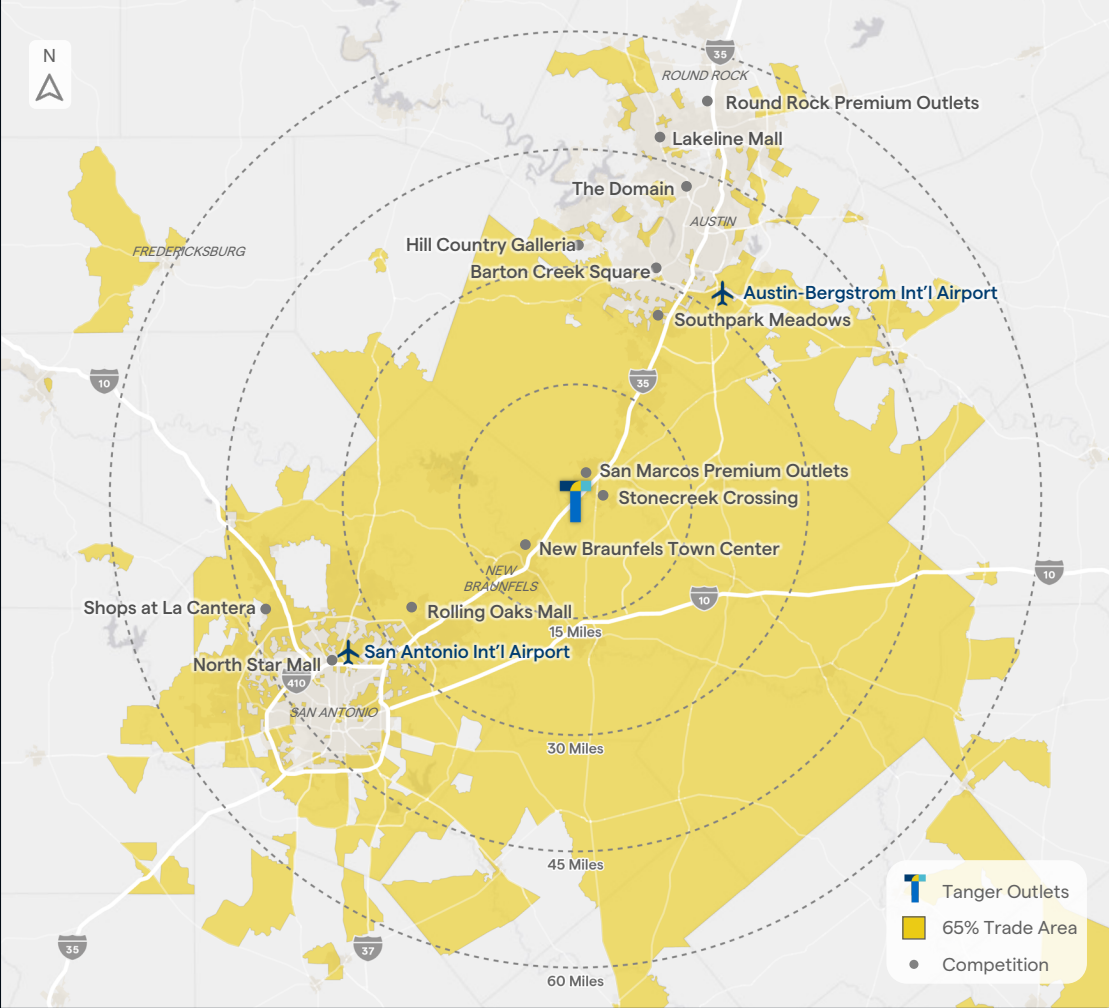 N
35
ROUND ROCK
Round Rock Premium Outlets
Lakeline Mall
The Domain
AUSTIN
Hill Country Galleria
FREDERICKSBURG
Barton Creek Square
Austin-Bergstrom Int'l Airport
Southpark Meadows
10
35
San Marcos Premium Outlets
Stonecreek Crossing
New Braunfels Town Center
NEW
BRAUNFELS
10
10
Shops at La Cantera
Rolling Oaks Mall
15 Miles
San Antonio Int'l Airport
North Star Mall
410
SAN ANTONIO
30 Miles
45 Miles
Tanger Outlets
65% Trade Area
Competition
35
37
60 Miles